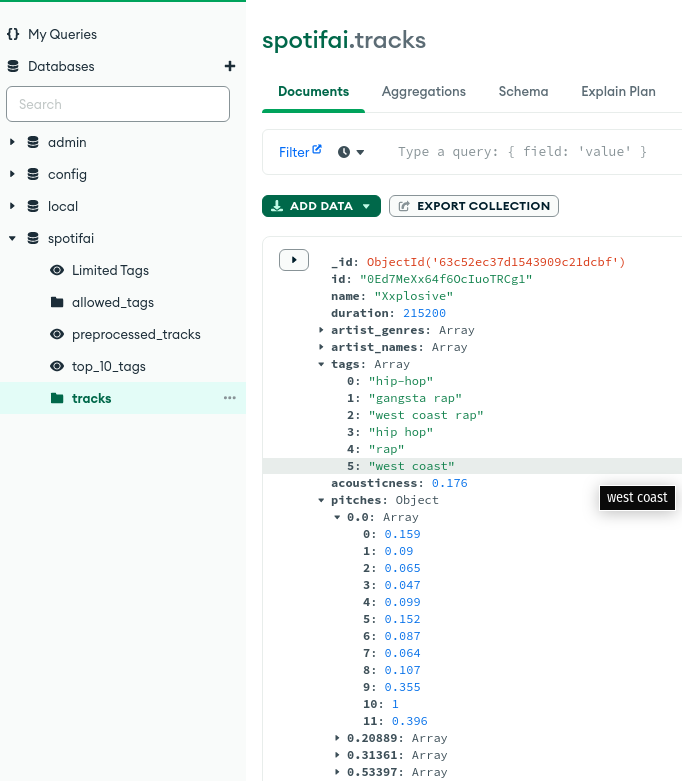 {} My Queries
Databases +
Search
admin
config
local
spotifai
Limited Tags
allowed_tags
preprocessed_tracks
top_10_tags
tracks
spotifai.tracks
Documents Aggregations Schema Explain Plan
Filter Type a query: { field: 'value' }
ADD DATA EXPORT COLLECTION
_id: ObjectId('63c52ec37d1543909c21dcbf')
id: "0Ed7MeXx64f6OcIuoTRCg1"
name: "Xxplosive"
duration: 215200
artist_genres: Array
artist_names: Array
tags: Array
0: "hip-hop"
1: "gangsta rap"
2: "west coast rap"
3: "hip hop"
4: "rap"
5: "west coast"
acousticness: 0.176
west coast
pitches: Object
0.0: Array
0: 0.159
1: 0.09
2: 0.065
3: 0.047
4: 0.099
5: 0.152
6: 0.087
7: 0.064
8: 0.107
9: 0.355
10: 1
11: 0.396
0.20889: Array
0.31361: Array
0.53397: Array